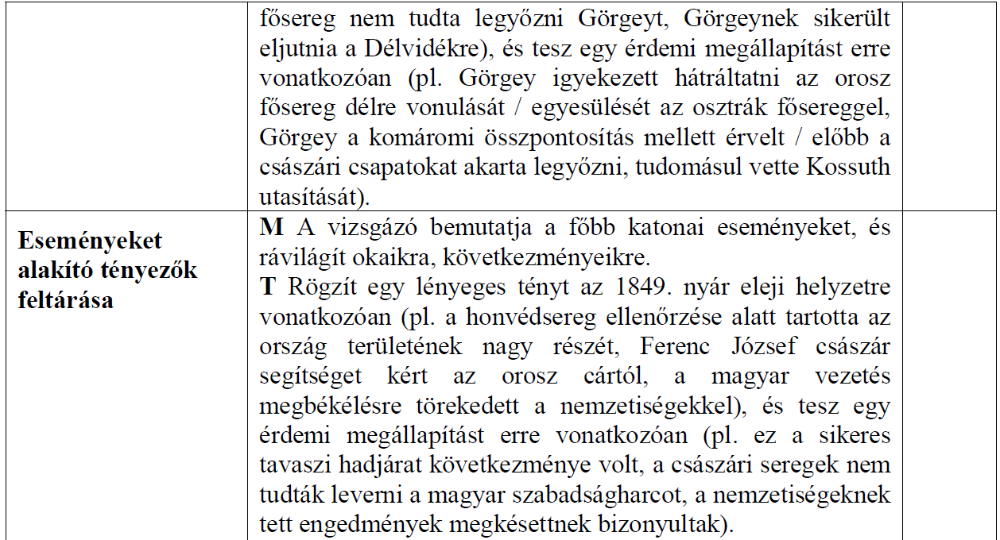 fősereg nem tudta legyőzni Görgeyt, Görgeynek sikerült
eljutnia a Délvidékre), és tesz egy érdemi megállapítást erre
vonatkozóan (pl. Görgey igyekezett hátráltatni az orosz
fősereg délre vonulását / egyesülését az osztrák fősereggel,
Görgey a komáromi összpontosítás mellett érvelt / előbb a
császári csapatokat akarta legyőzni, tudomásul vette Kossuth
utasítását).
Eseményeket
alakító tényezők
feltárása
M A vizsgázó bemutatja a főbb katonai eseményeket, és
rávilágít okaikra, következményeikre.
T Rögzít egy lényeges tényt az 1849. nyár eleji helyzetre
vonatkozóan (pl. a honvédsereg ellenőrzése alatt tartotta az
ország területének nagy részét, Ferenc József császár
segítséget kért az orosz cártól, a magyar vezetés
megbékélésre törekedett a nemzetiségekkel), és tesz egy
érdemi megállapítást erre vonatkozóan (pl. ez a sikeres
tavaszi hadjárat következménye volt, a császári seregek nem
tudták leverni a magyar szabadságharcot, a nemzetiségeknek
tett engedmények megkésettnek bizonyultak).